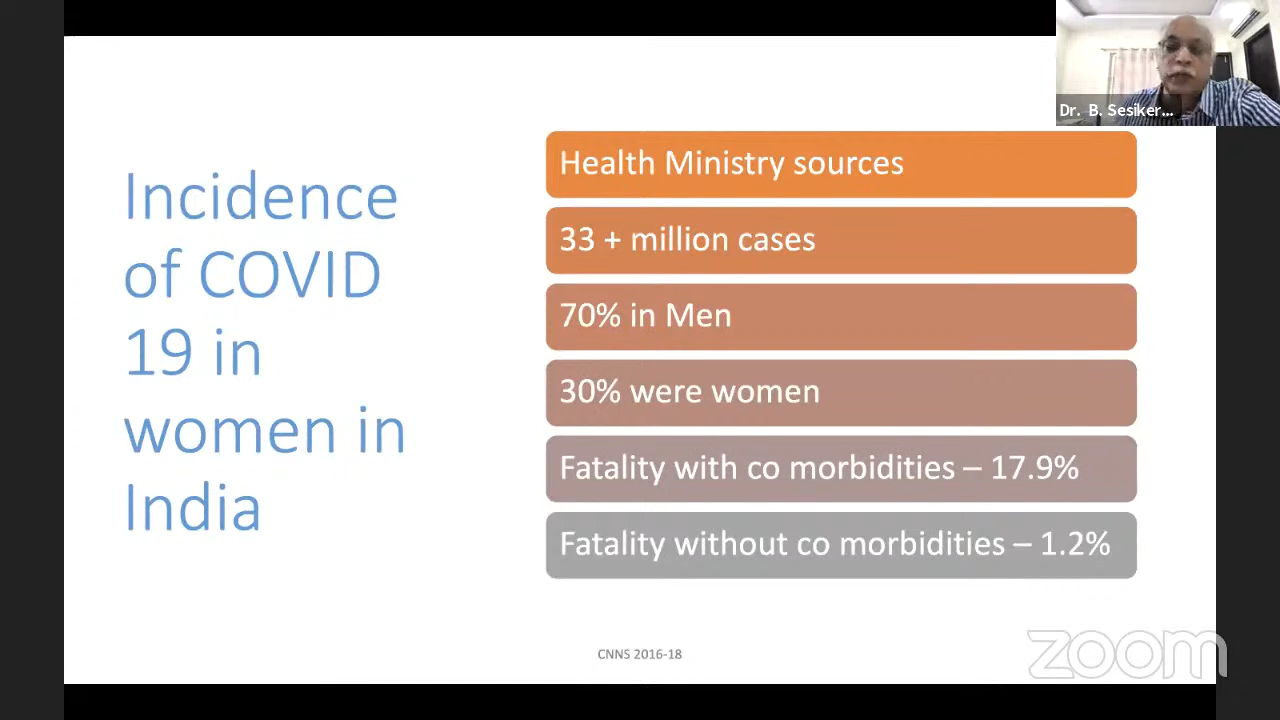 Dr. B. Sesiker...
Incidence
of COVID
19 in
women in
India
Health Ministry sources
33 + million cases
70% in Men
30% were women
Fatality with co morbidities – 17.9%
Fatality without co morbidities – 1.2%
CNNS 2016-18
zoom